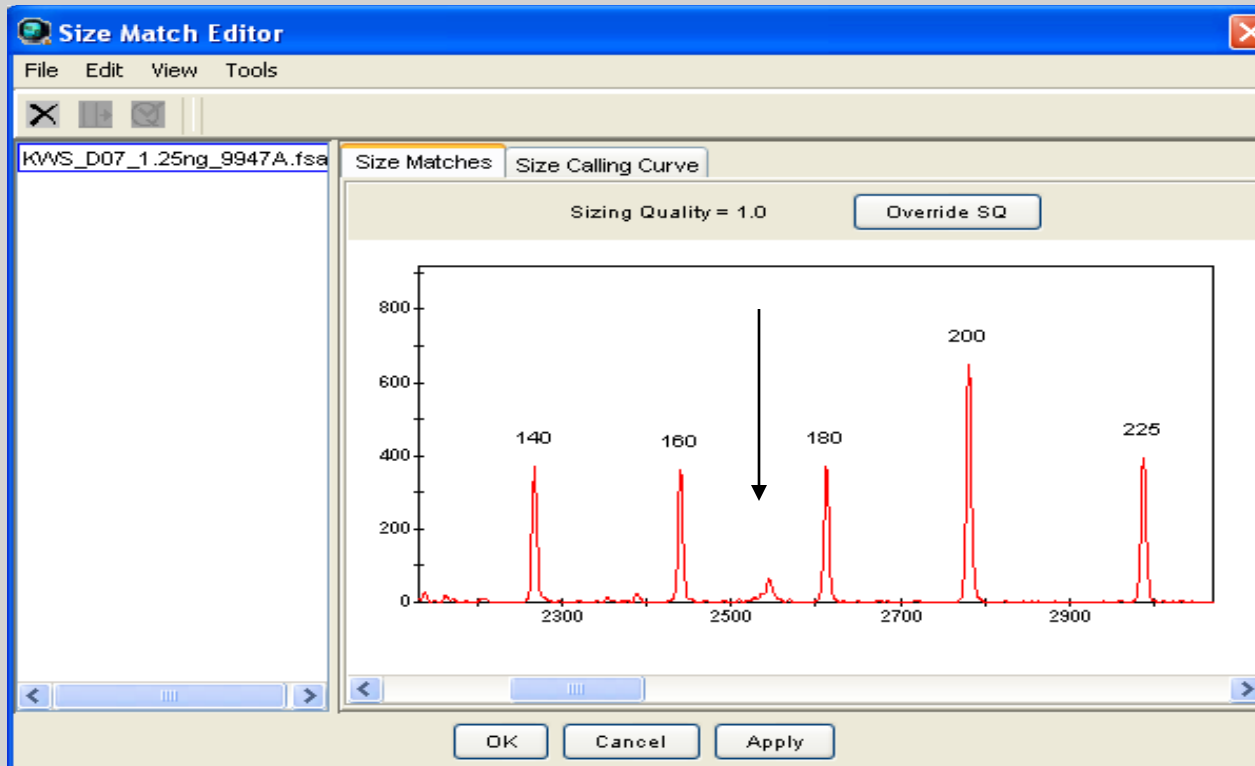 Size Match Editor
File Edit View Tools
KWS_D07_1.25ng_9947A.fsa
Size Matches Size Calling Curve
Sizing Quality = 1.0 Override SQ
800
200
600
140 160 180 225
400
200
0
2300 2500 2700 2900
OK Cancel Apply